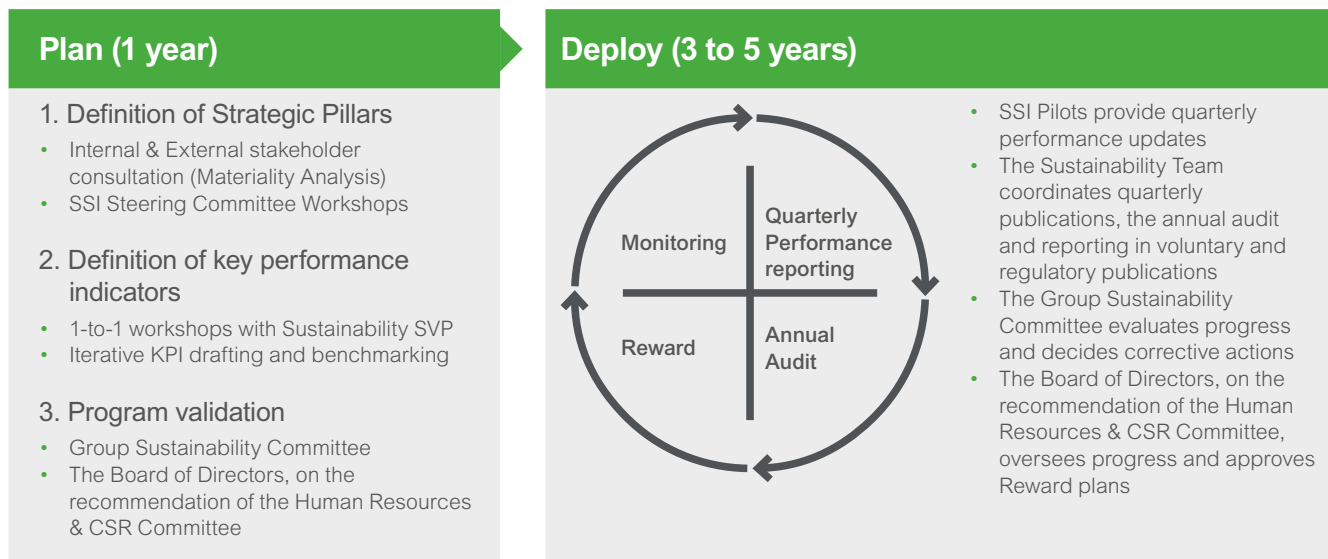 Plan (1 year)
1. Definition of Strategic Pillars
• Internal & External stakeholder
consultation (Materiality Analysis)
• SSI Steering Committee Workshops
2. Definition of key performance
indicators
• 1-to-1 workshops with Sustainability SVP
• Iterative KPI drafting and benchmarking
3. Program validation
• Group Sustainability Committee
• The Board of Directors, on the
recommendation of the Human Resources
& CSR Committee
Deploy (3 to 5 years)
Monitoring
Quarterly
Performance
reporting
Reward
Annual
Audit
• SSI Pilots provide quarterly
performance updates
• The Sustainability Team
coordinates quarterly
publications, the annual audit
and reporting in voluntary and
regulatory publications
• The Group Sustainability
Committee evaluates progress
and decides corrective actions
• The Board of Directors, on the
recommendation of the Human
Resources & CSR Committee,
oversees progress and approves
Reward plans